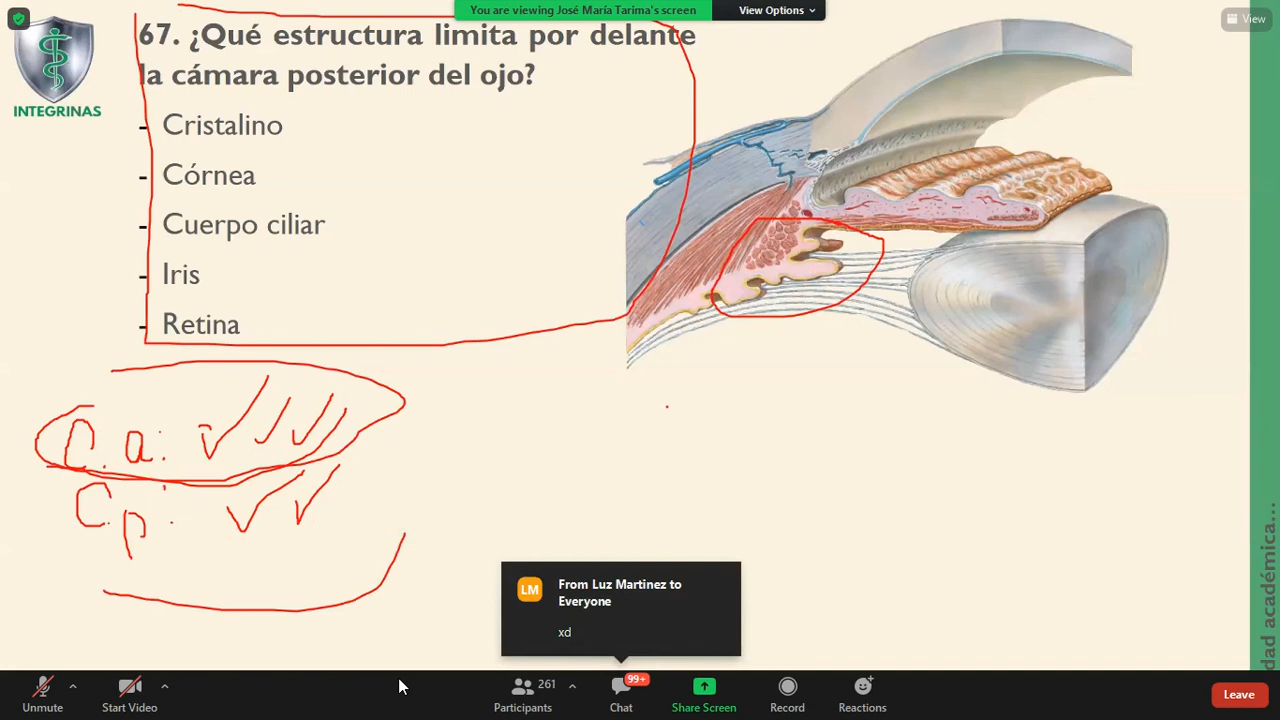 You are viewing José María Tarima's screen
View Options
View
INTEGRINAS
67. ¿Qué estructura limita por delante
la cámara posterior del ojo?
- Cristalino
- Córnea
- Cuerpo ciliar
- Iris
- Retina
C.a:
C.p:
dad académica...
LM
From Luz Martinez to
Everyone
xd
Unmute
Start Video
261
Participants
99+
Chat
Share Screen
Record
Reactions
Leave